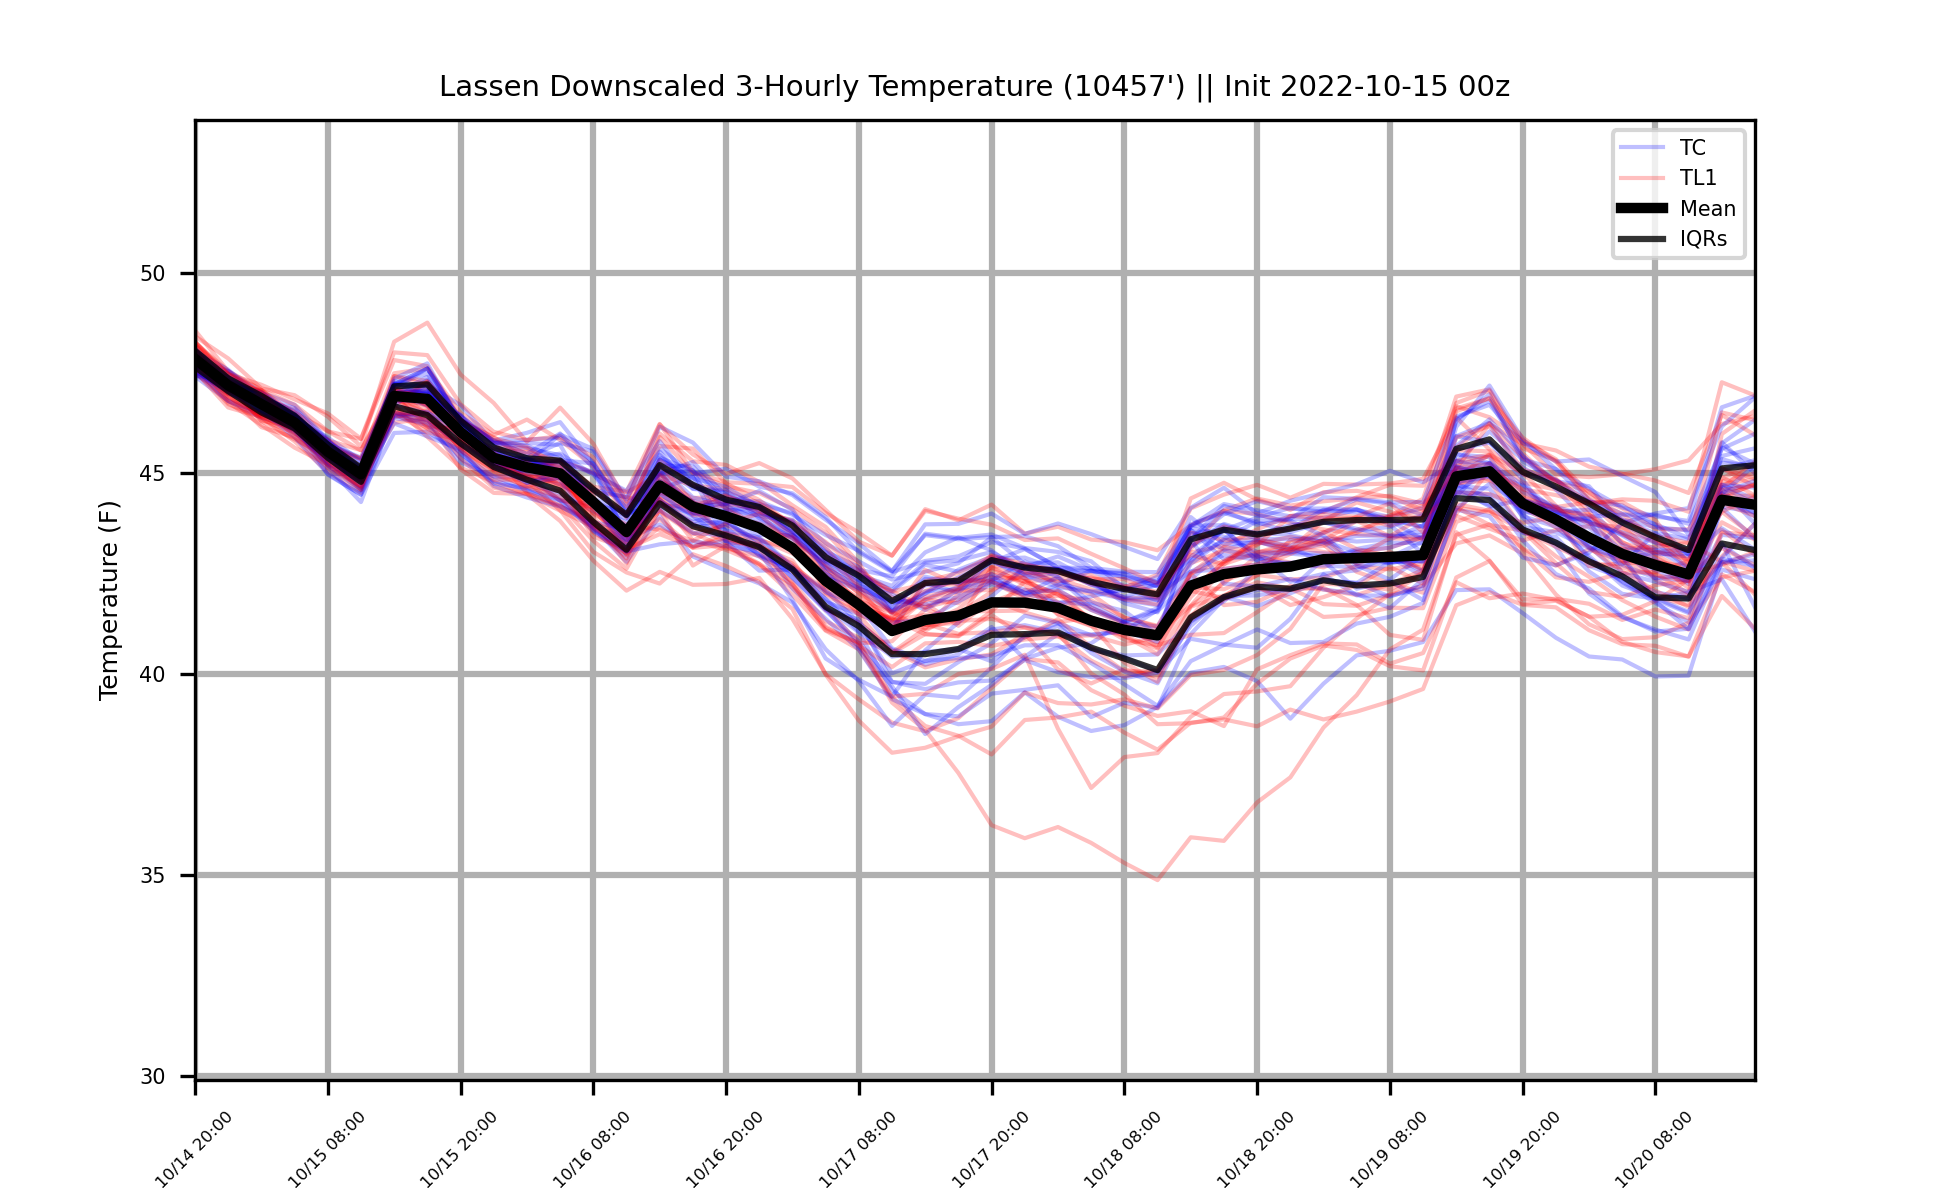 Lassen Downscaled 3-Hourly Temperature (10457') || Init 2022-10-15 00z
TC
TL1
Mean
IQRs
Temperature (F)
50
45
40
35
30
10/14 20:00
10/15 08:00
10/15 20:00
10/16 08:00
10/16 20:00
10/17 08:00
10/17 20:00
10/18 08:00
10/18 20:00
10/19 08:00
10/19 20:00
10/20 08:00